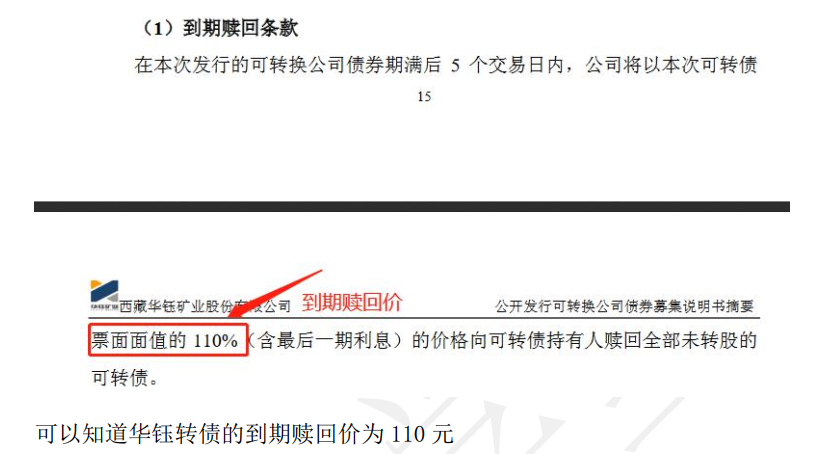 （1）到期赎回条款
在本次发行的可转换公司债券期满后 5 个交易日内，公司将以本次可转债
15
西藏华钰矿业股份有限公司 到期赎回价 公开发行可转换公司债券募集说明书摘要
票面面值的 110%（含最后一期利息）的价格向可转债持有人赎回全部未转股的
可转债。
可以知道华钰转债的到期赎回价为 110 元